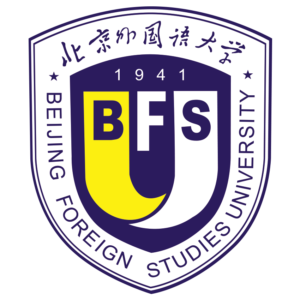 北京外国语大学
1941
BFS
BEIJING FOREIGN STUDIES UNIVERSITY